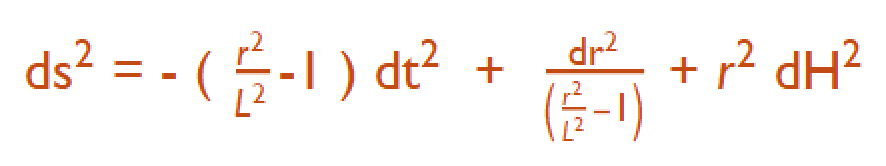 ds² = - ( r²/L² -1 ) dt² + dr²/(r²/L² -1) + r² dH²